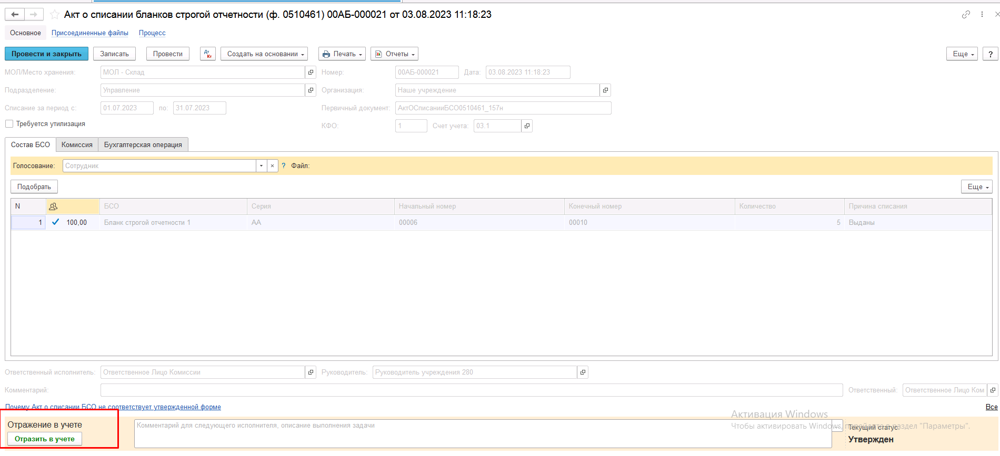 Акт о списании бланков строгой отчетности (ф. 0510461) 00АБ-000021 от 03.08.2023 11:18:23
Основное Присоединенные файлы Процесс
Провести и закрыть Записать Провести Дт Кт Создать на основании Печать Отчеты Еще ?
МОЛ/Место хранения: МОЛ - Склад Номер: 00АБ-000021 Дата: 03.08.2023 11:18:23
Подразделение: Управление Организация: Наше учреждение
Списание за период с: 01.07.2023 по: 31.07.2023 Первичный документ: АктОСписанииБСО0510461_157н
Требуется утилизация КФО: 1 Счет учета: 03.1
Состав БСО Комиссия Бухгалтерская операция
Голосование: Сотрудник ? Файл:
Подобрать Еще
N БСО Серия Начальный номер Конечный номер Количество Причина списания
1 100,00 Бланк строгой отчетности 1 АА 00006 00010 5 Выданы
Ответственный исполнитель: Ответственное Лицо Комиссии Руководитель: Руководитель учреждения 280
Комментарий: Ответственный: Ответственное Лицо Ком
Почему Акт о списании БСО не соответствует утвержденной форме Все
Активация Windows
Отражение в учете Комментарий для следующего исполнителя, описание выполнения задачи Чтобы активировать Windows, перейдите в раздел "Параметры".
Текущий статус:
Отразить в учете Утвержден